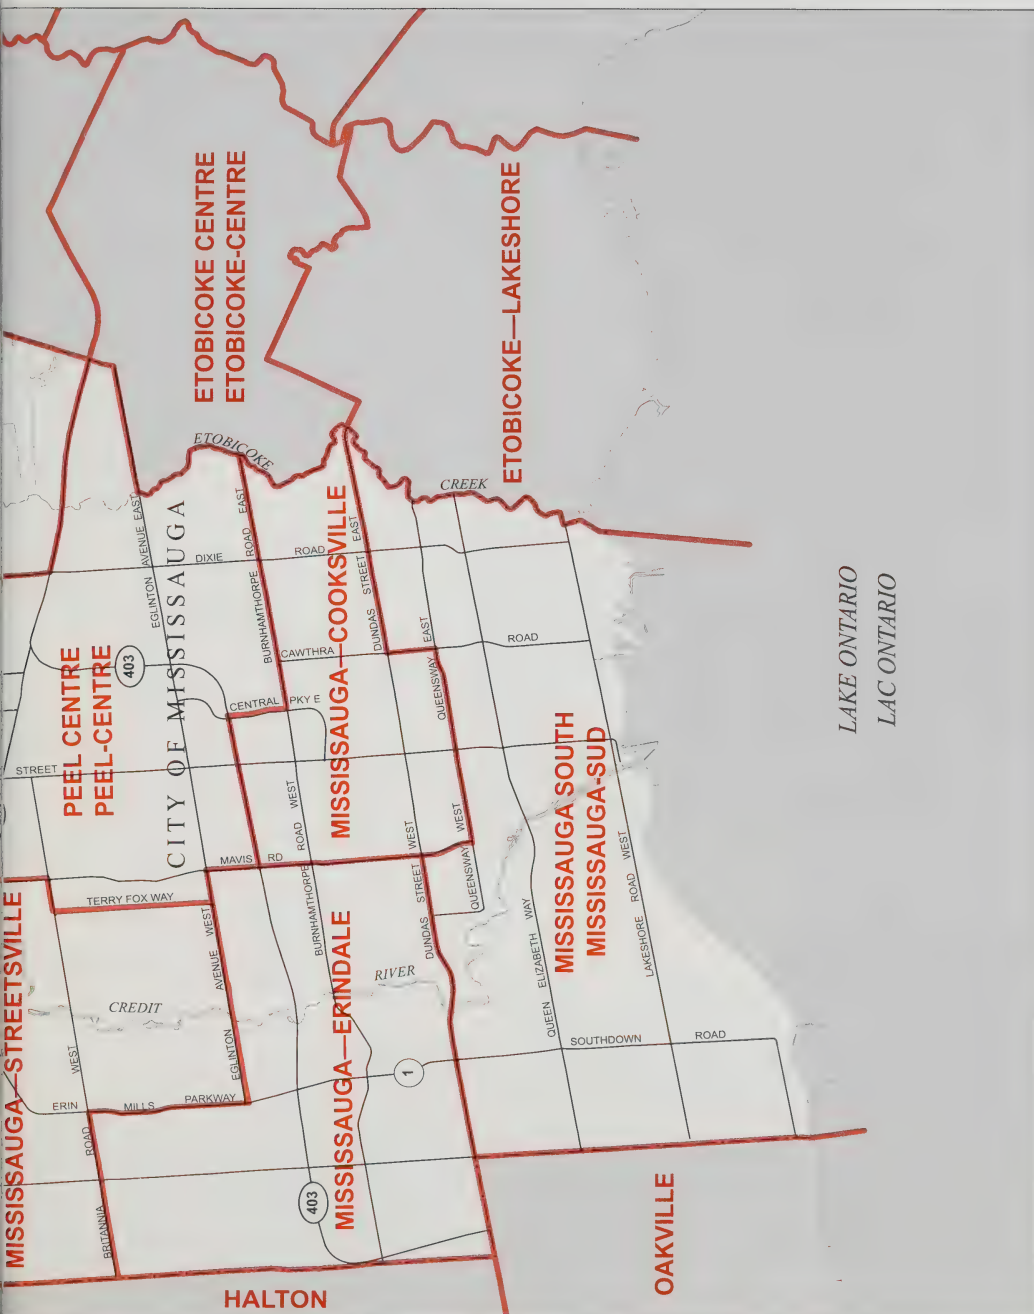 ETOBICOKE CENTRE
ETOBICOKE-CENTRE
ETOBICOKE—LAKESHORE
ETOBICOKE
CREEK
CITY OF MISSISSAUGA
PEEL CENTRE
PEEL-CENTRE
MISSISSAUGA—COOKSVILLE
MISSISSAUGA SOUTH
MISSISSAUGA-SUD
MISSISSAUGA—STREETSVILLE
MISSISSAUGA—ERINDALE
OAKVILLE
HALTON
LAKE ONTARIO
LAC ONTARIO
EGLINTON AVENUE EAST
DIXIE ROAD
BURNHAMTHORPE ROAD EAST
DUNDAS STREET EAST
CAWTHRA ROAD
QUEENSWAY EAST
CENTRAL PKY E
403
STREET
MAVIS RD
TERRY FOX WAY
BURNHAMTHORPE ROAD WEST
DUNDAS STREET WEST
QUEENSWAY WEST
EGLINTON AVENUE WEST
CREDIT RIVER
QUEEN ELIZABETH WAY
LAKESHORE ROAD WEST
SOUTHDOWN ROAD
ERIN MILLS PARKWAY
1
BRITANNIA ROAD WEST
403